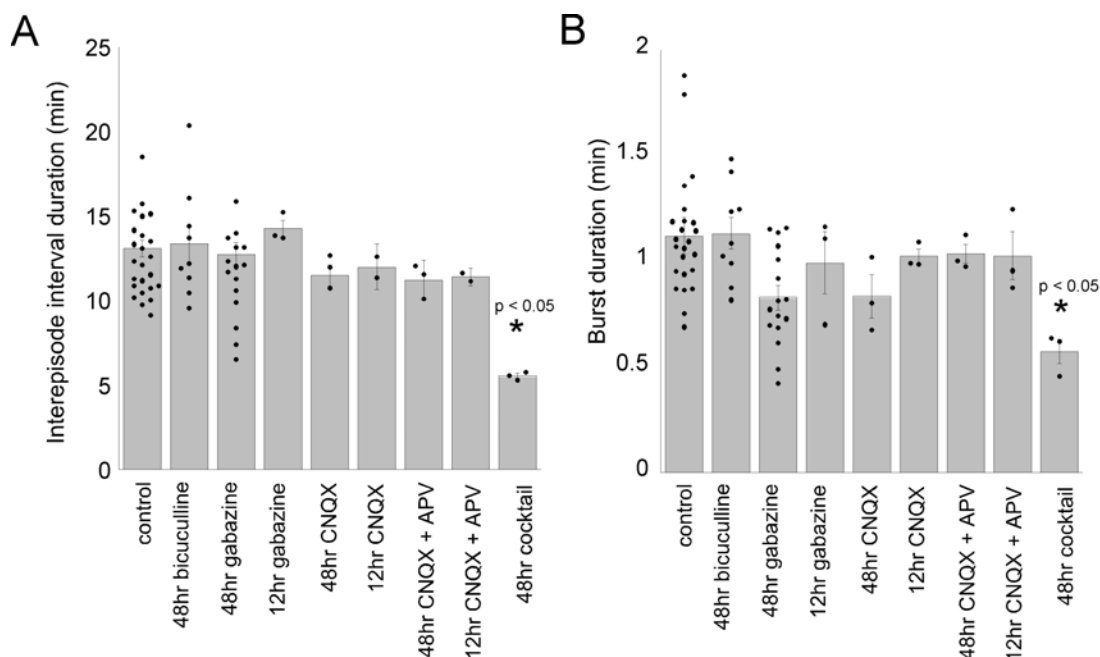 A
Interepisode interval duration (min)
25
20
15
10
5
0
p < 0.05
*
control
48hr bicuculline
48hr gabazine
12hr gabazine
48hr CNQX
12hr CNQX
48hr CNQX + APV
12hr CNQX + APV
48hr cocktail
B
Burst duration (min)
2
1.5
1
0.5
0
p < 0.05
*
control
48hr bicuculline
48hr gabazine
12hr gabazine
48hr CNQX
12hr CNQX
48hr CNQX + APV
12hr CNQX + APV
48hr cocktail